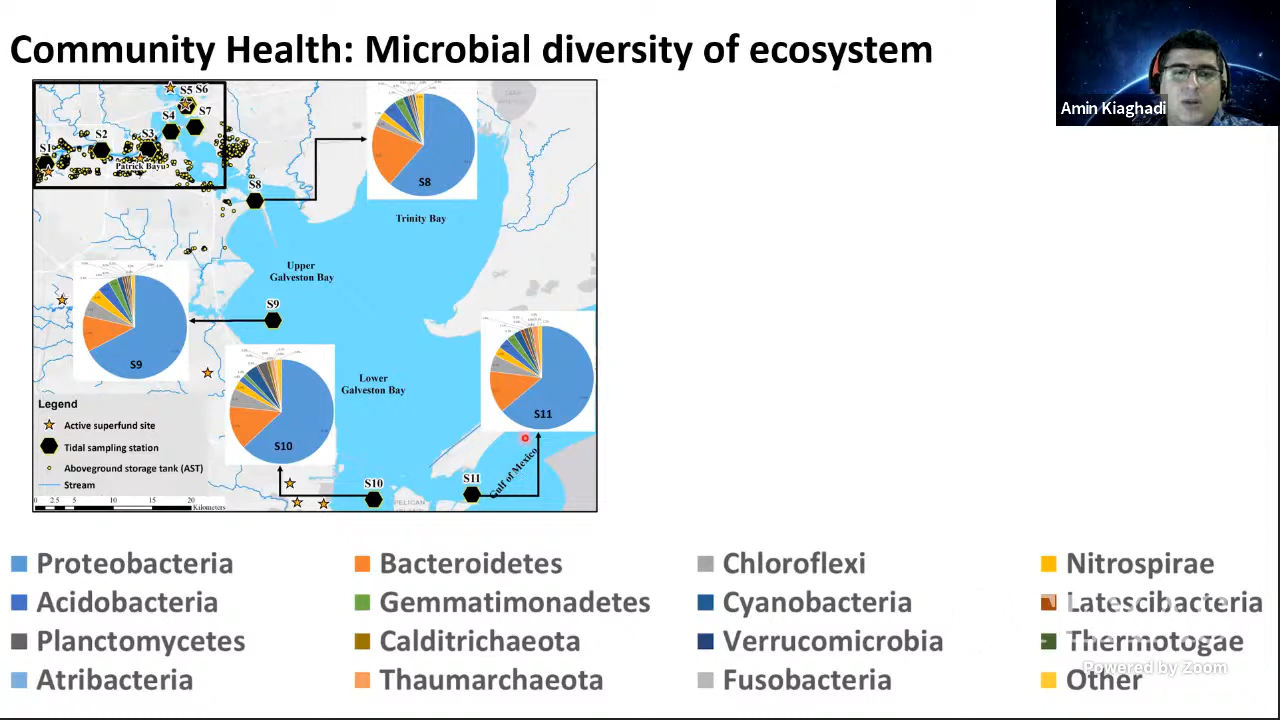 Community Health: Microbial diversity of ecosystem
Amin Kiaghadi
S5 S6
S4
S7
S1
S2
S3
Patrick Bay
S8
S8
Trinity Bay
Upper
Galveston Bay
S9
S9
Lower
Galveston Bay
S10
S11
Legend
Active superfund site
Tidal sampling station
Aboveground storage tank (AST)
Stream
0 2.5 5 10 15 20
Kilometers
S10
S11
PELICAN
Gulf of Mexico
Proteobacteria Bacteroidetes Chloroflexi Nitrospirae
Acidobacteria Gemmatimonadetes Cyanobacteria Latescibacteria
Planctomycetes Calditrichaeota Verrucomicrobia Thermotogae
Atribacteria Thaumarchaeota Fusobacteria Other
Powered by Zoom